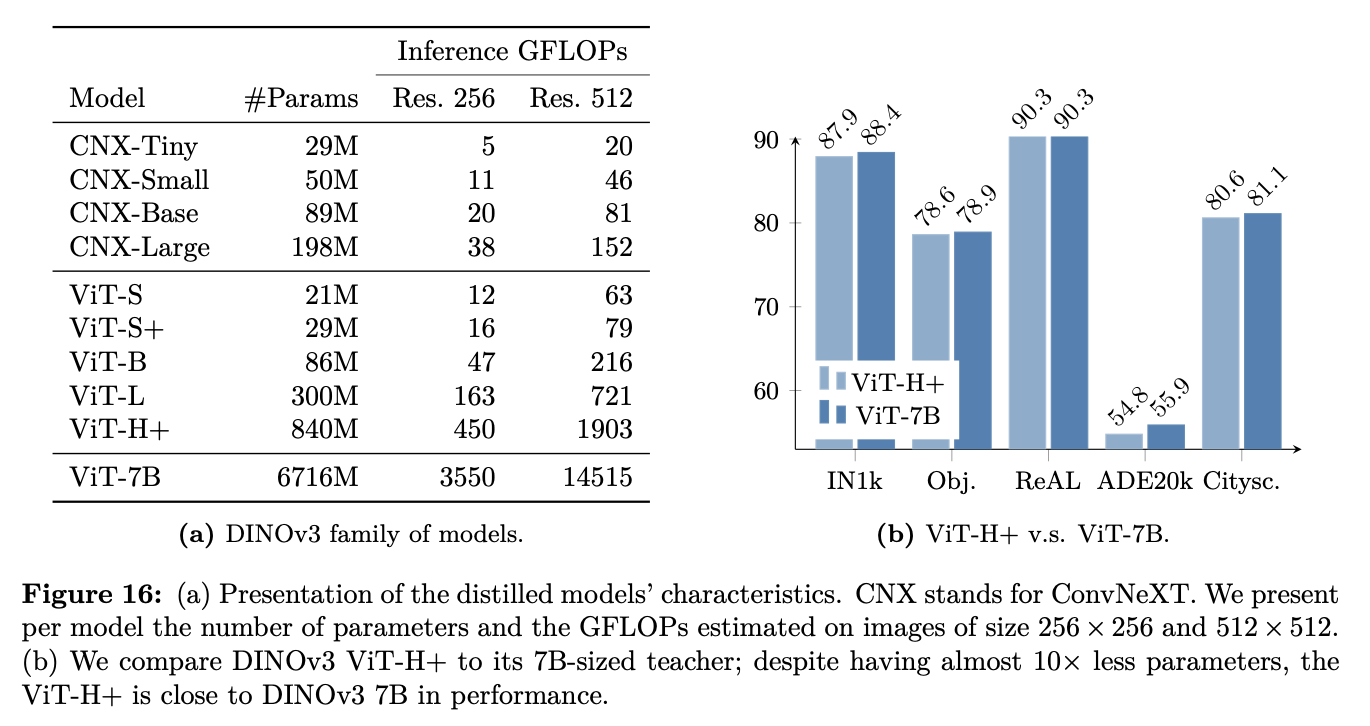 Inference GFLOPs
Model #Params Res. 256 Res. 512
CNX-Tiny 29M 5 20
CNX-Small 50M 11 46
CNX-Base 89M 20 81
CNX-Large 198M 38 152
ViT-S 21M 12 63
ViT-S+ 29M 16 79
ViT-B 86M 47 216
ViT-L 300M 163 721
ViT-H+ 840M 450 1903
ViT-7B 6716M 3550 14515
(a) DINOv3 family of models.
90
80
70
60
87.9 88.4
78.6 78.9
90.3 90.3
54.8 55.9
80.6 81.1
ViT-H+
ViT-7B
IN1k Obj. ReAL ADE20k Citysc.
(b) ViT-H+ v.s. ViT-7B.
Figure 16: (a) Presentation of the distilled models’ characteristics. CNX stands for ConvNeXT. We present
per model the number of parameters and the GFLOPs estimated on images of size 256 × 256 and 512 × 512.
(b) We compare DINOv3 ViT-H+ to its 7B-sized teacher; despite having almost 10× less parameters, the
ViT-H+ is close to DINOv3 7B in performance.